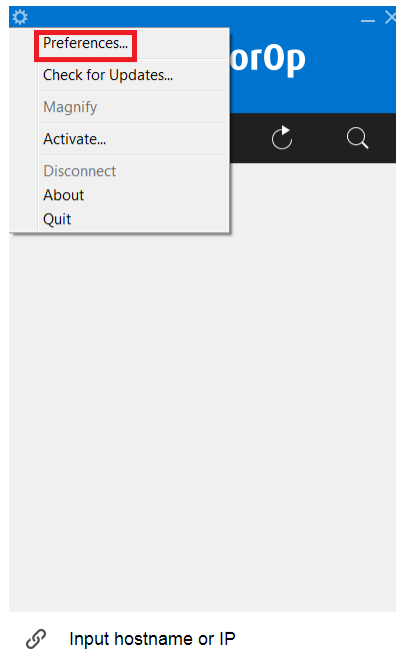 Preferences...
orOp
Check for Updates...
Magnify
Activate...
Disconnect
About
Quit
Input hostname or IP